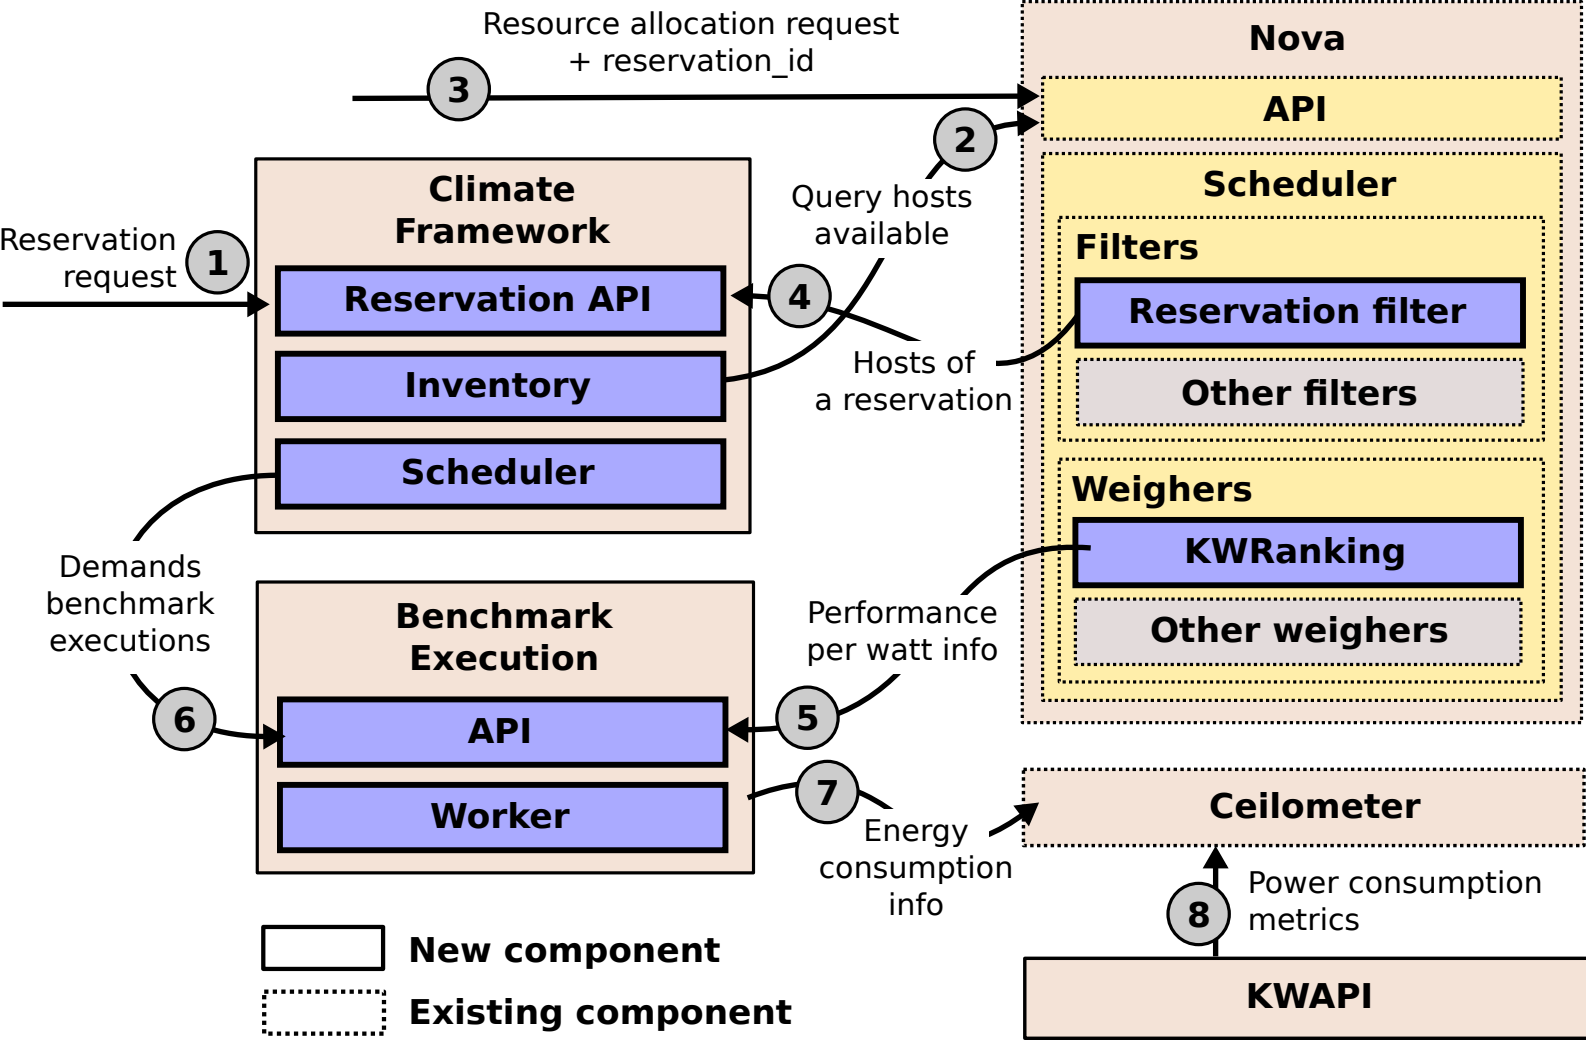 Resource allocation request
+ reservation_id
3
Nova
API
2
Scheduler
Filters
Reservation filter
Other filters
Weighers
KWRanking
Other weighers
Climate
Framework
Reservation API
Inventory
Scheduler
Reservation
request
1
Query hosts
available
4
Hosts of
a reservation
Demands
benchmark
executions
6
Benchmark
Execution
API
Worker
Performance
per watt info
5
7
Energy
consumption
info
Ceilometer
8
Power consumption
metrics
KWAPI
New component
Existing component